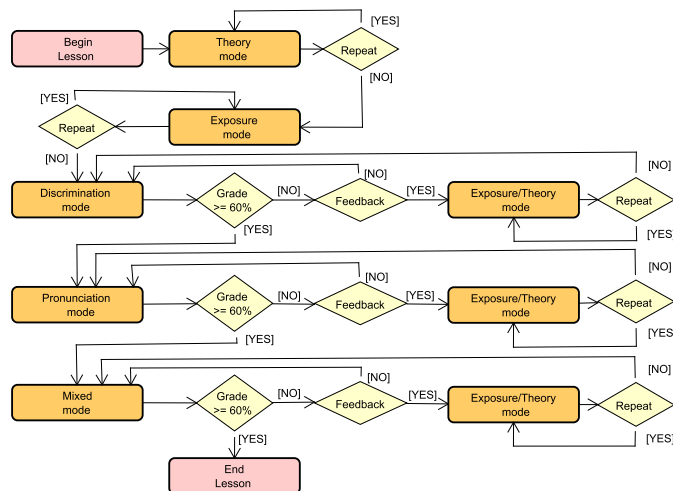 [YES]
Begin
Lesson
Theory
mode
Repeat
[NO]
[YES]
Repeat
Exposure
mode
[NO]
[NO]
[NO]
Discrimination
mode
Grade
>= 60%
[NO]
Feedback
[YES]
Exposure/Theory
mode
Repeat
[YES]
[YES]
[NO]
[NO]
Pronunciation
mode
Grade
>= 60%
[NO]
Feedback
[YES]
Exposure/Theory
mode
Repeat
[YES]
[YES]
[NO]
[NO]
Mixed
mode
Grade
>= 60%
[NO]
Feedback
[YES]
Exposure/Theory
mode
Repeat
[YES]
[YES]
End
Lesson